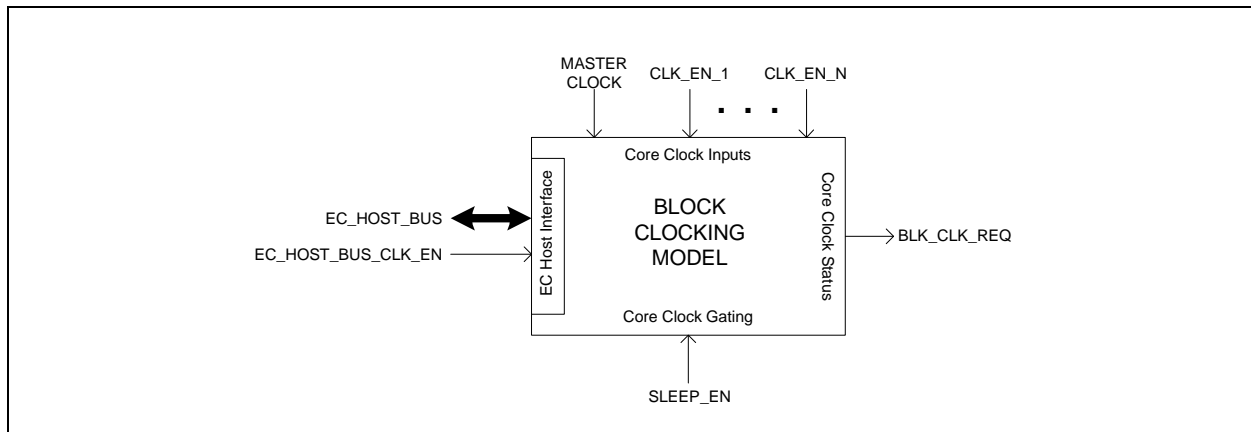 MASTER
CLOCK
CLK_EN_1
CLK_EN_N
. . .
Core Clock Inputs
EC_HOST_BUS
EC_HOST_BUS_CLK_EN
EC Host Interface
BLOCK
CLOCKING
MODEL
Core Clock Status
BLK_CLK_REQ
Core Clock Gating
SLEEP_EN